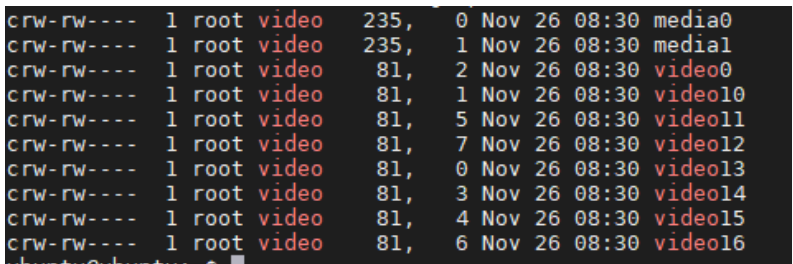 crw-rw---- 1 root video 235, 0 Nov 26 08:30 media0
crw-rw---- 1 root video 235, 1 Nov 26 08:30 media1
crw-rw---- 1 root video 81, 2 Nov 26 08:30 video0
crw-rw---- 1 root video 81, 1 Nov 26 08:30 video10
crw-rw---- 1 root video 81, 5 Nov 26 08:30 video11
crw-rw---- 1 root video 81, 7 Nov 26 08:30 video12
crw-rw---- 1 root video 81, 0 Nov 26 08:30 video13
crw-rw---- 1 root video 81, 3 Nov 26 08:30 video14
crw-rw---- 1 root video 81, 4 Nov 26 08:30 video15
crw-rw---- 1 root video 81, 6 Nov 26 08:30 video16